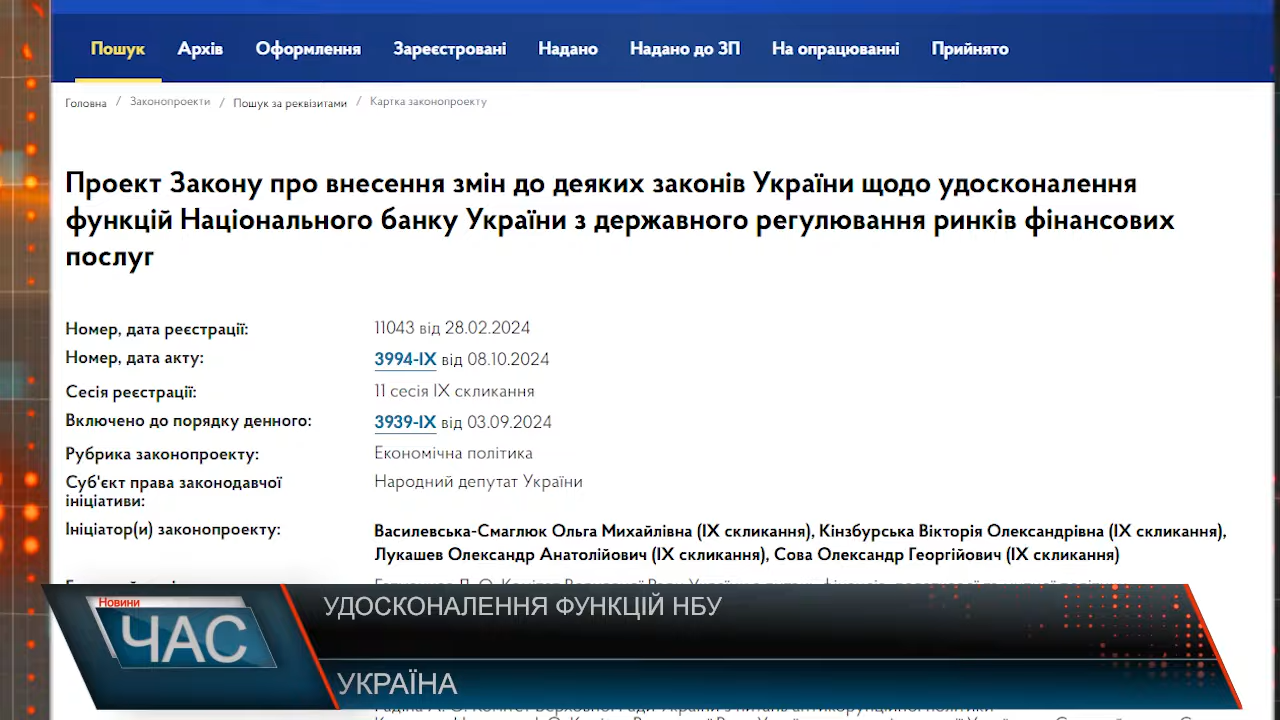 Пошук Архів Оформлення Зареєстровані Надано Надано до ЗП На опрацюванні Прийнято
Головна / Законопроекти / Пошук за реквізитами / Картка законопроекту
Проект Закону про внесення змін до деяких законів України щодо удосконалення
функцій Національного банку України з державного регулювання ринків фінансових
послуг
Номер, дата реєстрації: 11043 від 28.02.2024
Номер, дата акту: 3994-IX від 08.10.2024
Сесія реєстрації: 11 сесія IX скликання
Включено до порядку денного: 3939-IX від 03.09.2024
Рубрика законопроекту: Економічна політика
Суб'єкт права законодавчої Народний депутат України
ініціативи:
Ініціатор(и) законопроекту: Василевська-Смаглюк Ольга Михайлівна (IX скликання), Кінзбурська Вікторія Олександрівна (IX скликання),
Лукашев Олександр Анатолійович (IX скликання), Сова Олександр Георгійович (IX скликання)
Новини
ЧАС
УДОСКОНАЛЕННЯ ФУНКЦІЙ НБУ
УКРАЇНА